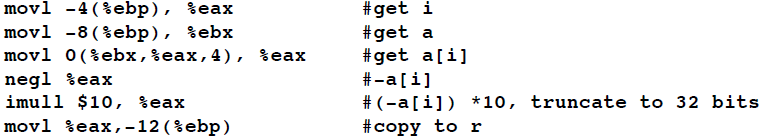 movl -4(%ebp), %eax #get i
movl -8(%ebp), %ebx #get a
movl 0(%ebx,%eax,4), %eax #get a[i]
negl %eax #-a[i]
imull $10, %eax #(-a[i]) *10, truncate to 32 bits
movl %eax,-12(%ebp) #copy to r